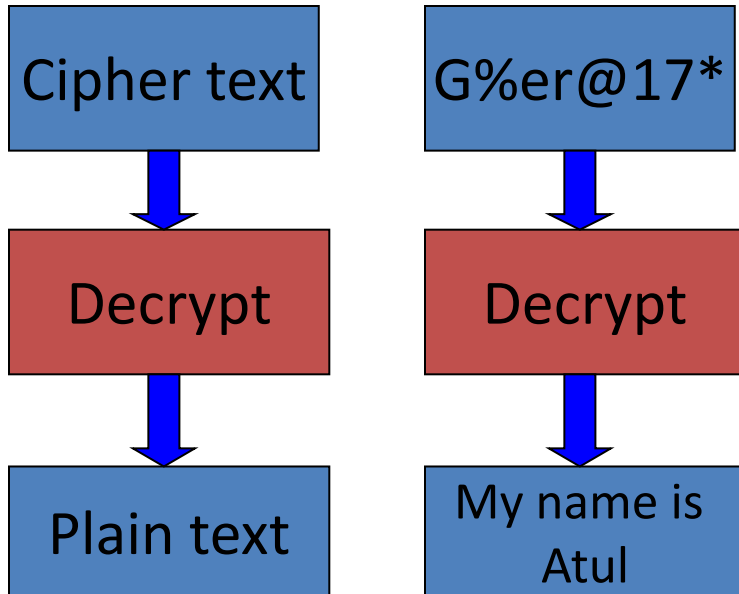 Cipher text
Decrypt
Plain text
G%er@17*
Decrypt
My name is
Atul